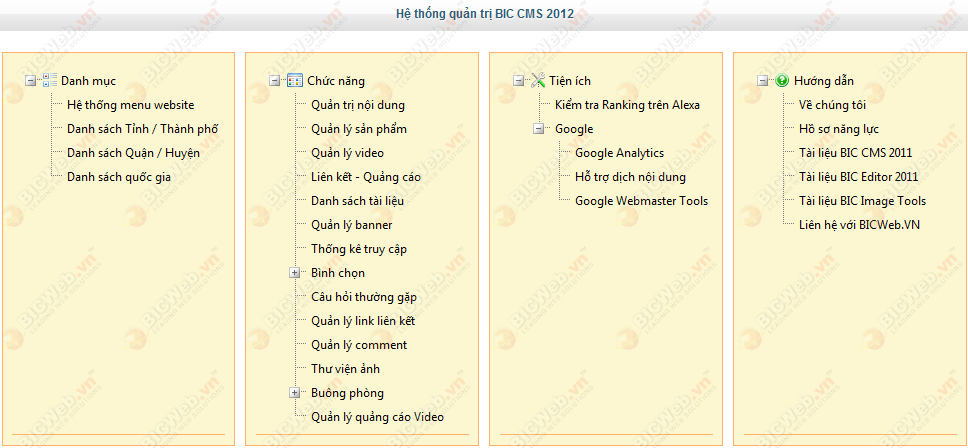 Hệ thống quản trị BIC CMS 2012
Danh mục
Hệ thống menu website
Danh sách Tỉnh / Thành phố
Danh sách Quận / Huyện
Danh sách quốc gia
Chức năng
Quản trị nội dung
Quản lý sản phẩm
Quản lý video
Liên kết - Quảng cáo
Danh sách tài liệu
Quản lý banner
Thống kê truy cập
Bình chọn
Câu hỏi thường gặp
Quản lý link liên kết
Quản lý comment
Thư viện ảnh
Buồng phòng
Quản lý quảng cáo Video
Tiện ích
Kiểm tra Ranking trên Alexa
Google
Google Analytics
Hỗ trợ dịch nội dung
Google Webmaster Tools
Hướng dẫn
Về chúng tôi
Hồ sơ năng lực
Tài liệu BIC CMS 2011
Tài liệu BIC Editor 2011
Tài liệu BIC Image Tools
Liên hệ với BICWeb.VN
BICWeb.vn